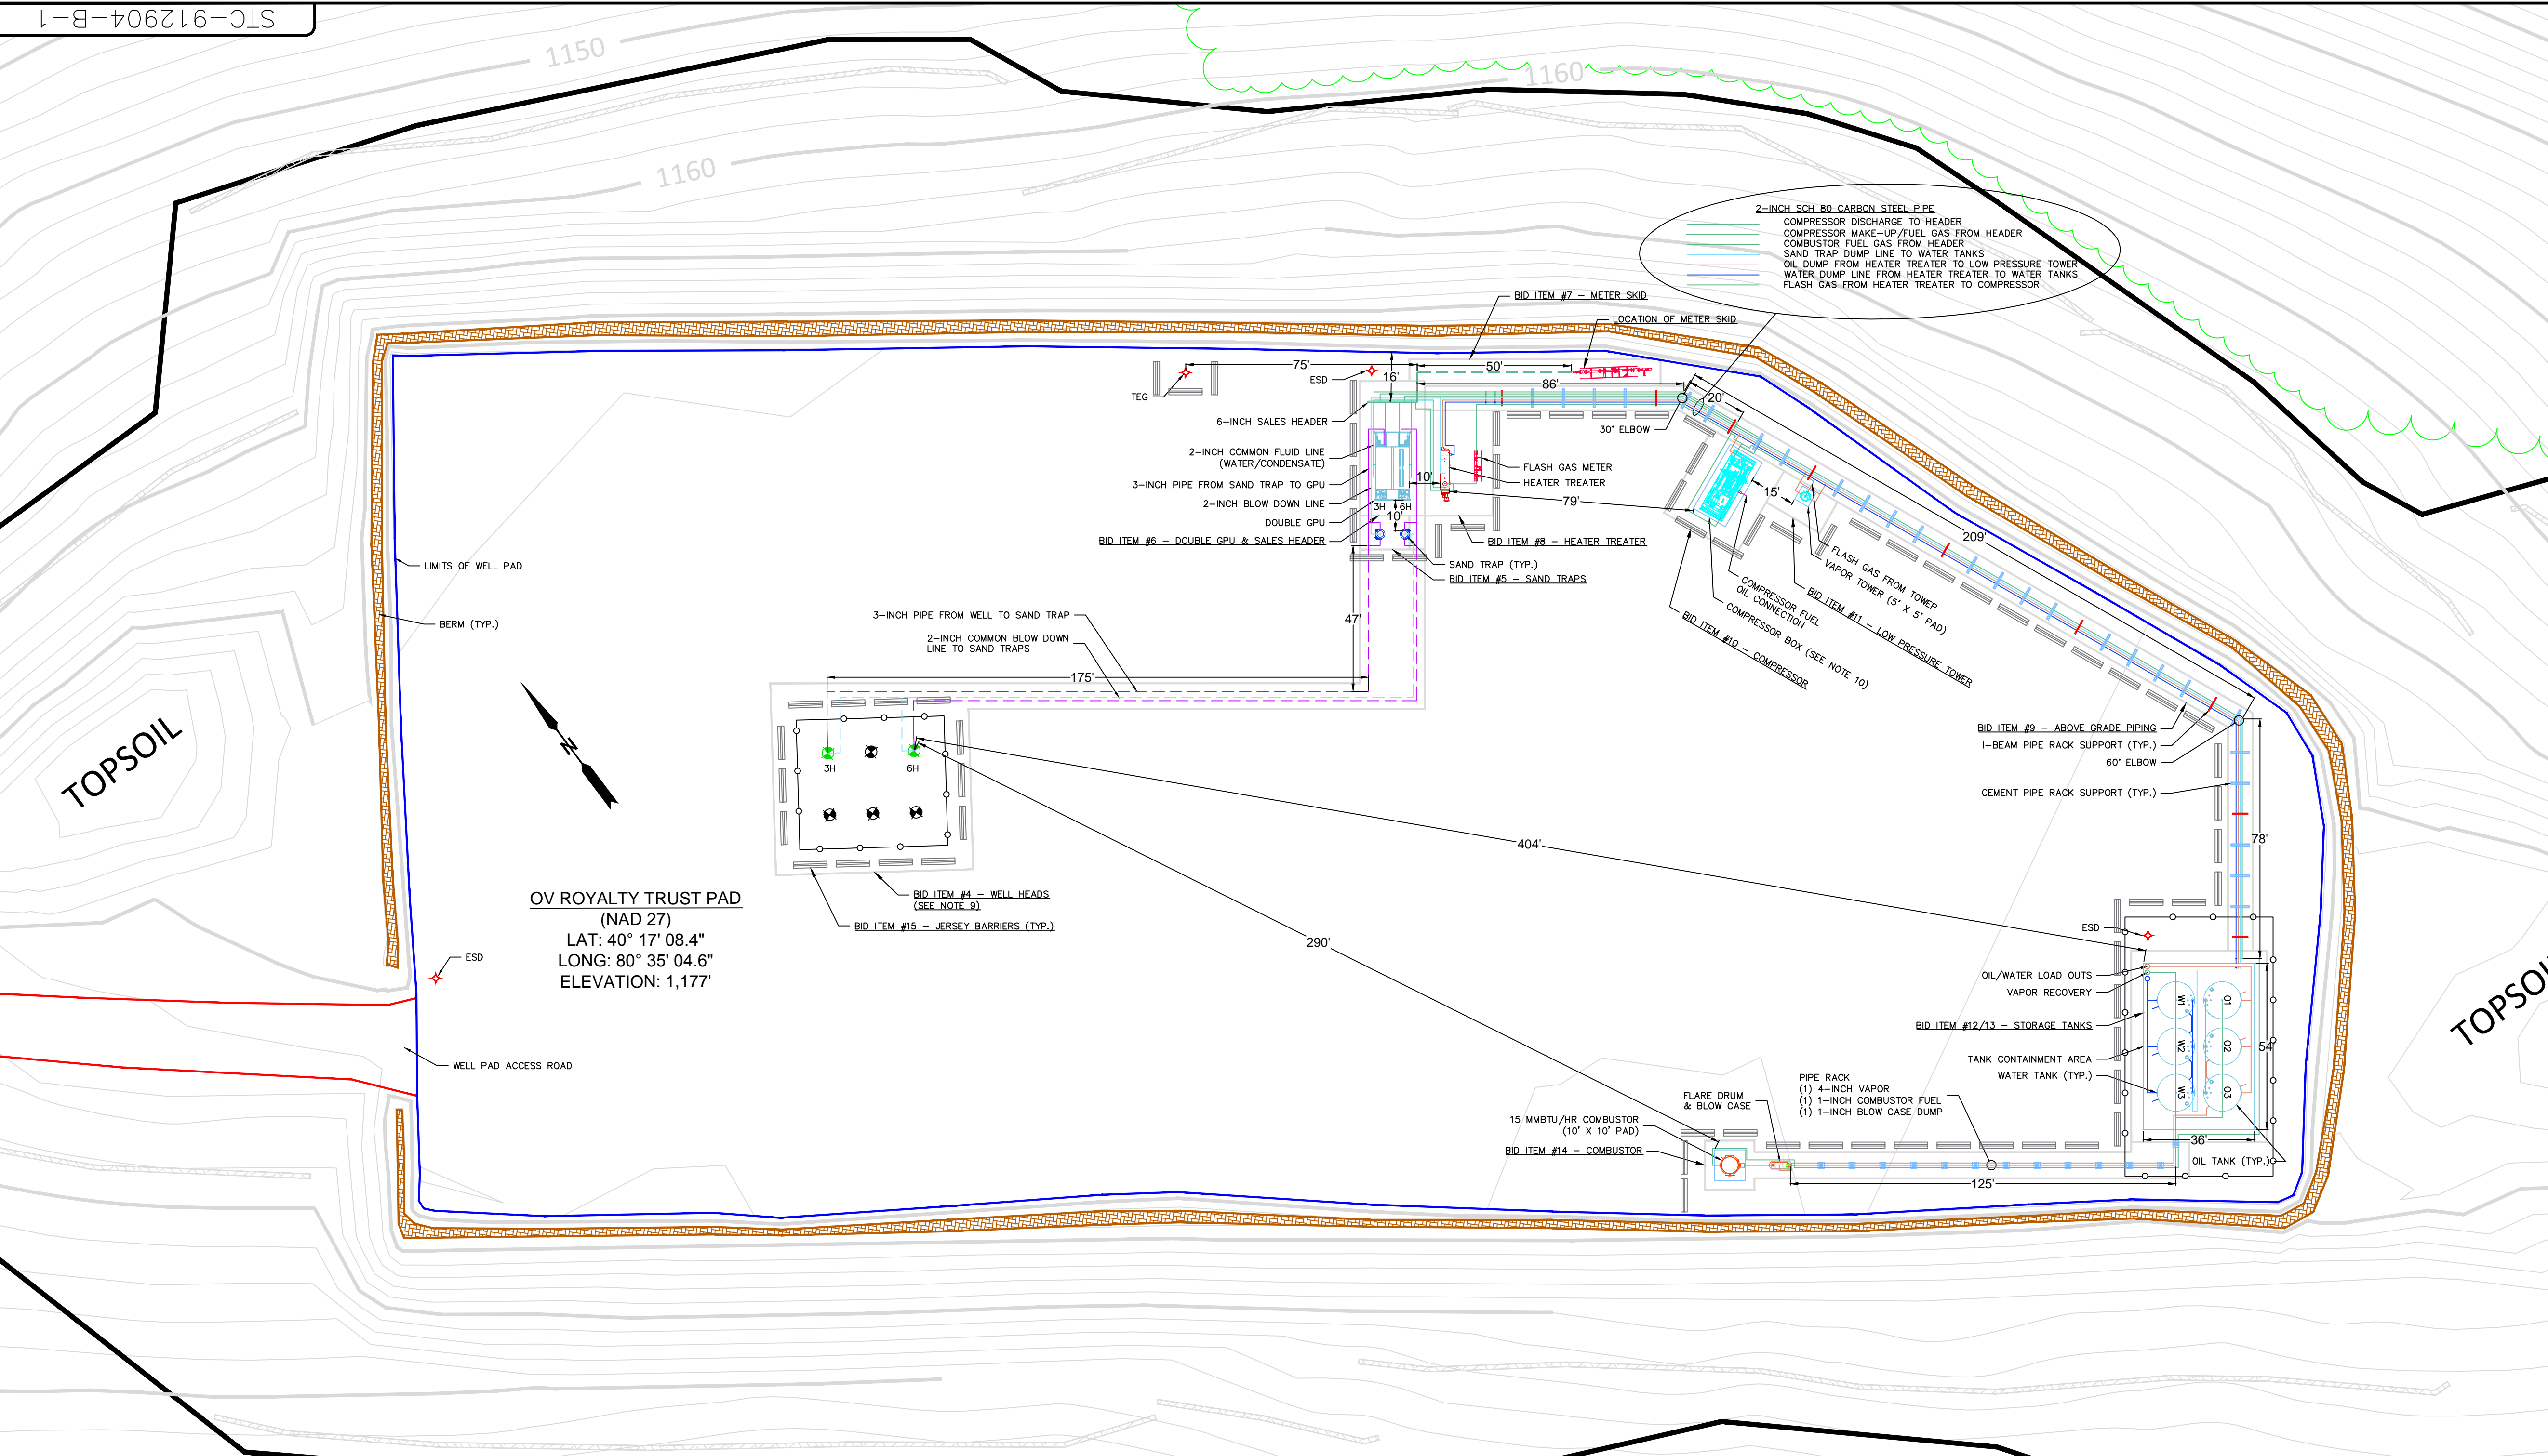 STC-912904-B-1
1150
1160
1160
2-INCH SCH 80 CARBON STEEL PIPE
COMPRESSOR DISCHARGE TO HEADER
COMPRESSOR MAKE-UP/FUEL GAS FROM HEADER
COMBUSTOR FUEL GAS FROM HEADER
SAND TRAP DUMP LINE TO WATER TANKS
OIL DUMP FROM HEATER TREATER TO LOW PRESSURE TOWER
WATER DUMP LINE FROM HEATER TREATER TO WATER TANKS
FLASH GAS FROM HEATER TREATER TO COMPRESSOR
BID ITEM #7 - METER SKID
LOCATION OF METER SKID
75'
50'
16'
86'
20'
ESD
TEG
6-INCH SALES HEADER
30° ELBOW
2-INCH COMMON FLUID LINE
(WATER/CONDENSATE)
3-INCH PIPE FROM SAND TRAP TO GPU
2-INCH BLOW DOWN LINE
DOUBLE GPU
BID ITEM #6 - DOUBLE GPU & SALES HEADER
3H
6H
10'
10'
FLASH GAS METER
HEATER TREATER
79'
15'
BID ITEM #8 - HEATER TREATER
SAND TRAP (TYP.)
BID ITEM #5 - SAND TRAPS
209'
FLASH GAS FROM TOWER
VAPOR TOWER (5' X 5' PAD)
BID ITEM #11 - LOW PRESSURE TOWER
COMPRESSOR FUEL
OIL CONNECTION
COMPRESSOR BOX (SEE NOTE 10)
BID ITEM #10 - COMPRESSOR
LIMITS OF WELL PAD
BERM (TYP.)
3-INCH PIPE FROM WELL TO SAND TRAP
2-INCH COMMON BLOW DOWN
LINE TO SAND TRAPS
47'
175'
TOPSOIL
N
3H
6H
BID ITEM #9 - ABOVE GRADE PIPING
I-BEAM PIPE RACK SUPPORT (TYP.)
60° ELBOW
CEMENT PIPE RACK SUPPORT (TYP.)
78'
404'
290'
OV ROYALTY TRUST PAD
(NAD 27)
LAT: 40° 17' 08.4"
LONG: 80° 35' 04.6"
ELEVATION: 1,177'
BID ITEM #4 - WELL HEADS
(SEE NOTE 9)
BID ITEM #15 - JERSEY BARRIERS (TYP.)
ESD
WELL PAD ACCESS ROAD
ESD
OIL/WATER LOAD OUTS
VAPOR RECOVERY
BID ITEM #12/13 - STORAGE TANKS
TANK CONTAINMENT AREA
WATER TANK (TYP.)
W1
O1
W2
O2
W3
O3
54'
36'
OIL TANK (TYP.)
TOPSOIL
PIPE RACK
(1) 4-INCH VAPOR
(1) 1-INCH COMBUSTOR FUEL
(1) 1-INCH BLOW CASE DUMP
FLARE DRUM
& BLOW CASE
15 MMBTU/HR COMBUSTOR
(10' X 10' PAD)
BID ITEM #14 - COMBUSTOR
125'